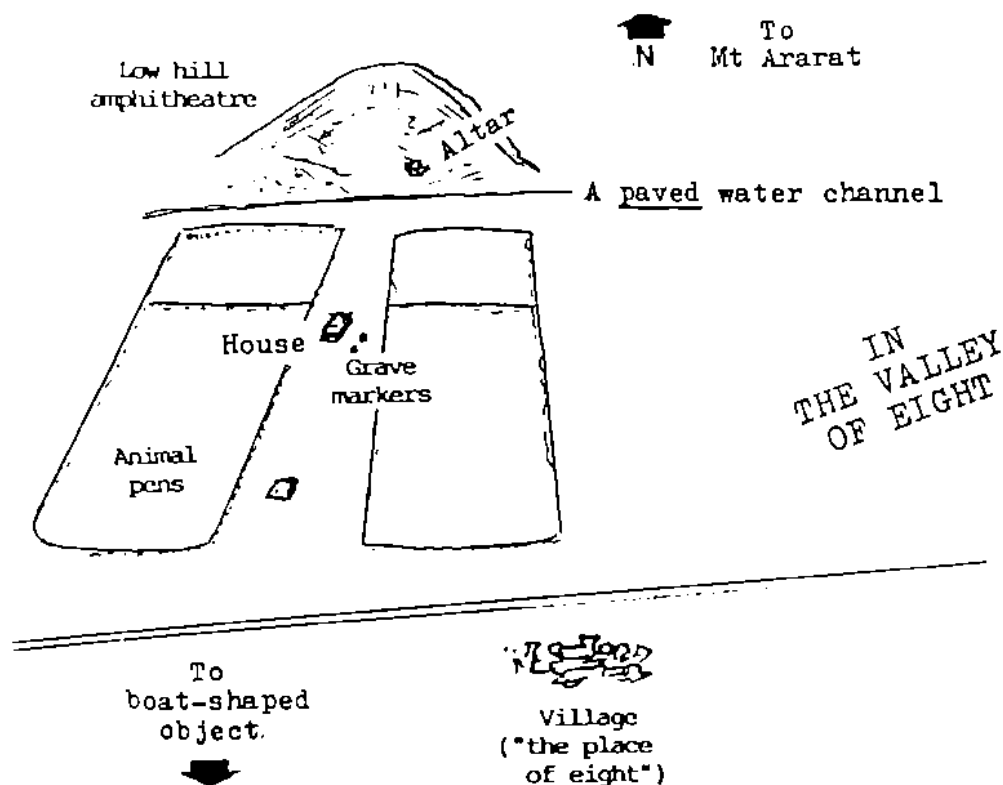 To
N Mt Ararat
Low hill
amphitheatre
Altar
A paved water channel
House
Grave
markers
IN
THE VALLEY
OF EIGHT
Animal
pens
To
boat-shaped
object.
Village
("the place
of eight")